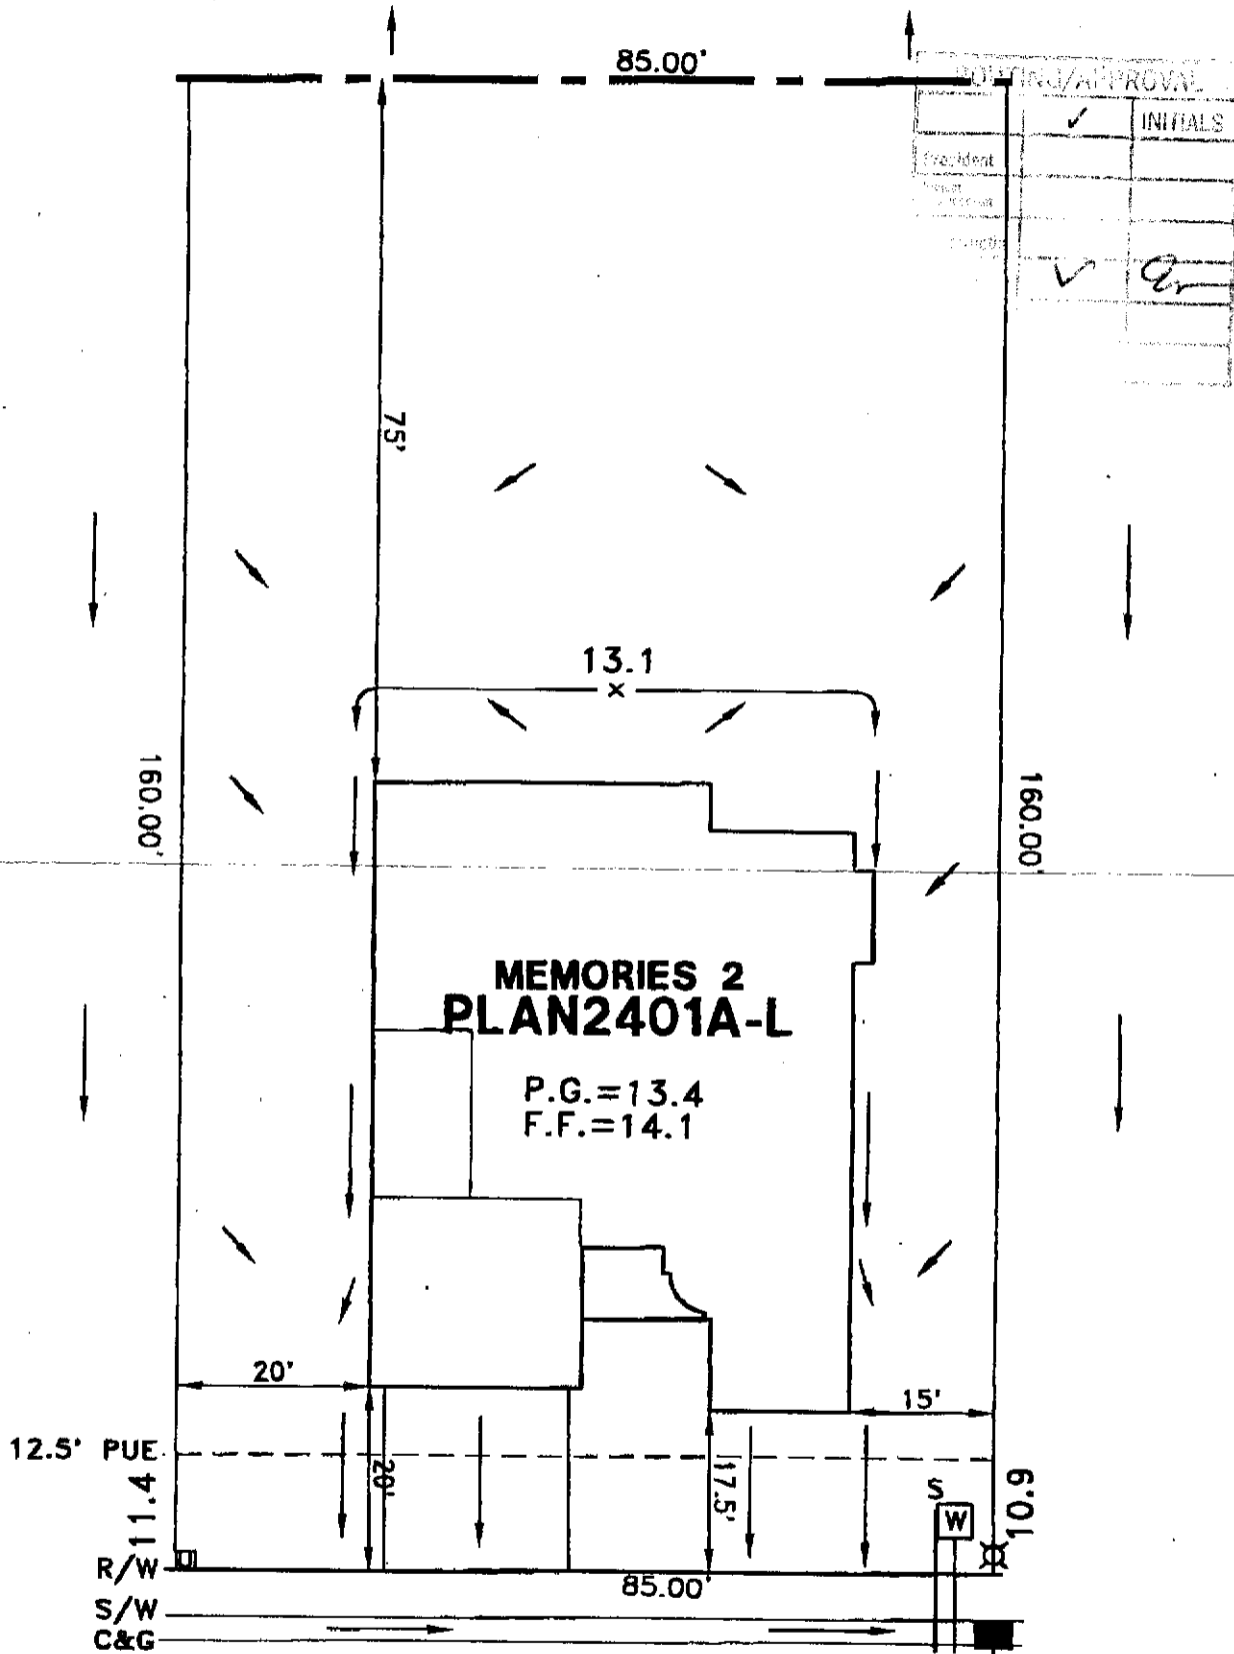 85.00'
ROUTING/APPROVAL
✓ INITIALS
President
✓
75'
13.1
x
160.00'
160.00'
MEMORIES 2
PLAN2401A-L
P.G.=13.4
F.F.=14.1
20'
15'
12.5' PUE
11.4
20'
17.5'
S
W
10.9
R/W
85.00'
S/W
C&G